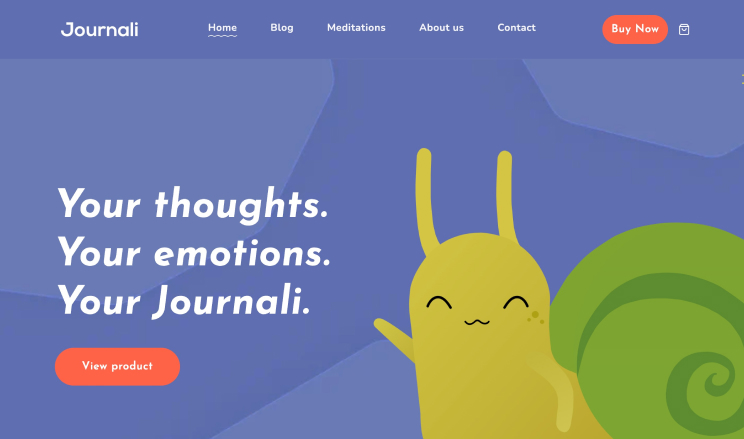 Journali
Home Blog Meditations About us Contact
Buy Now
Your thoughts.
Your emotions.
Your Journali.
View product